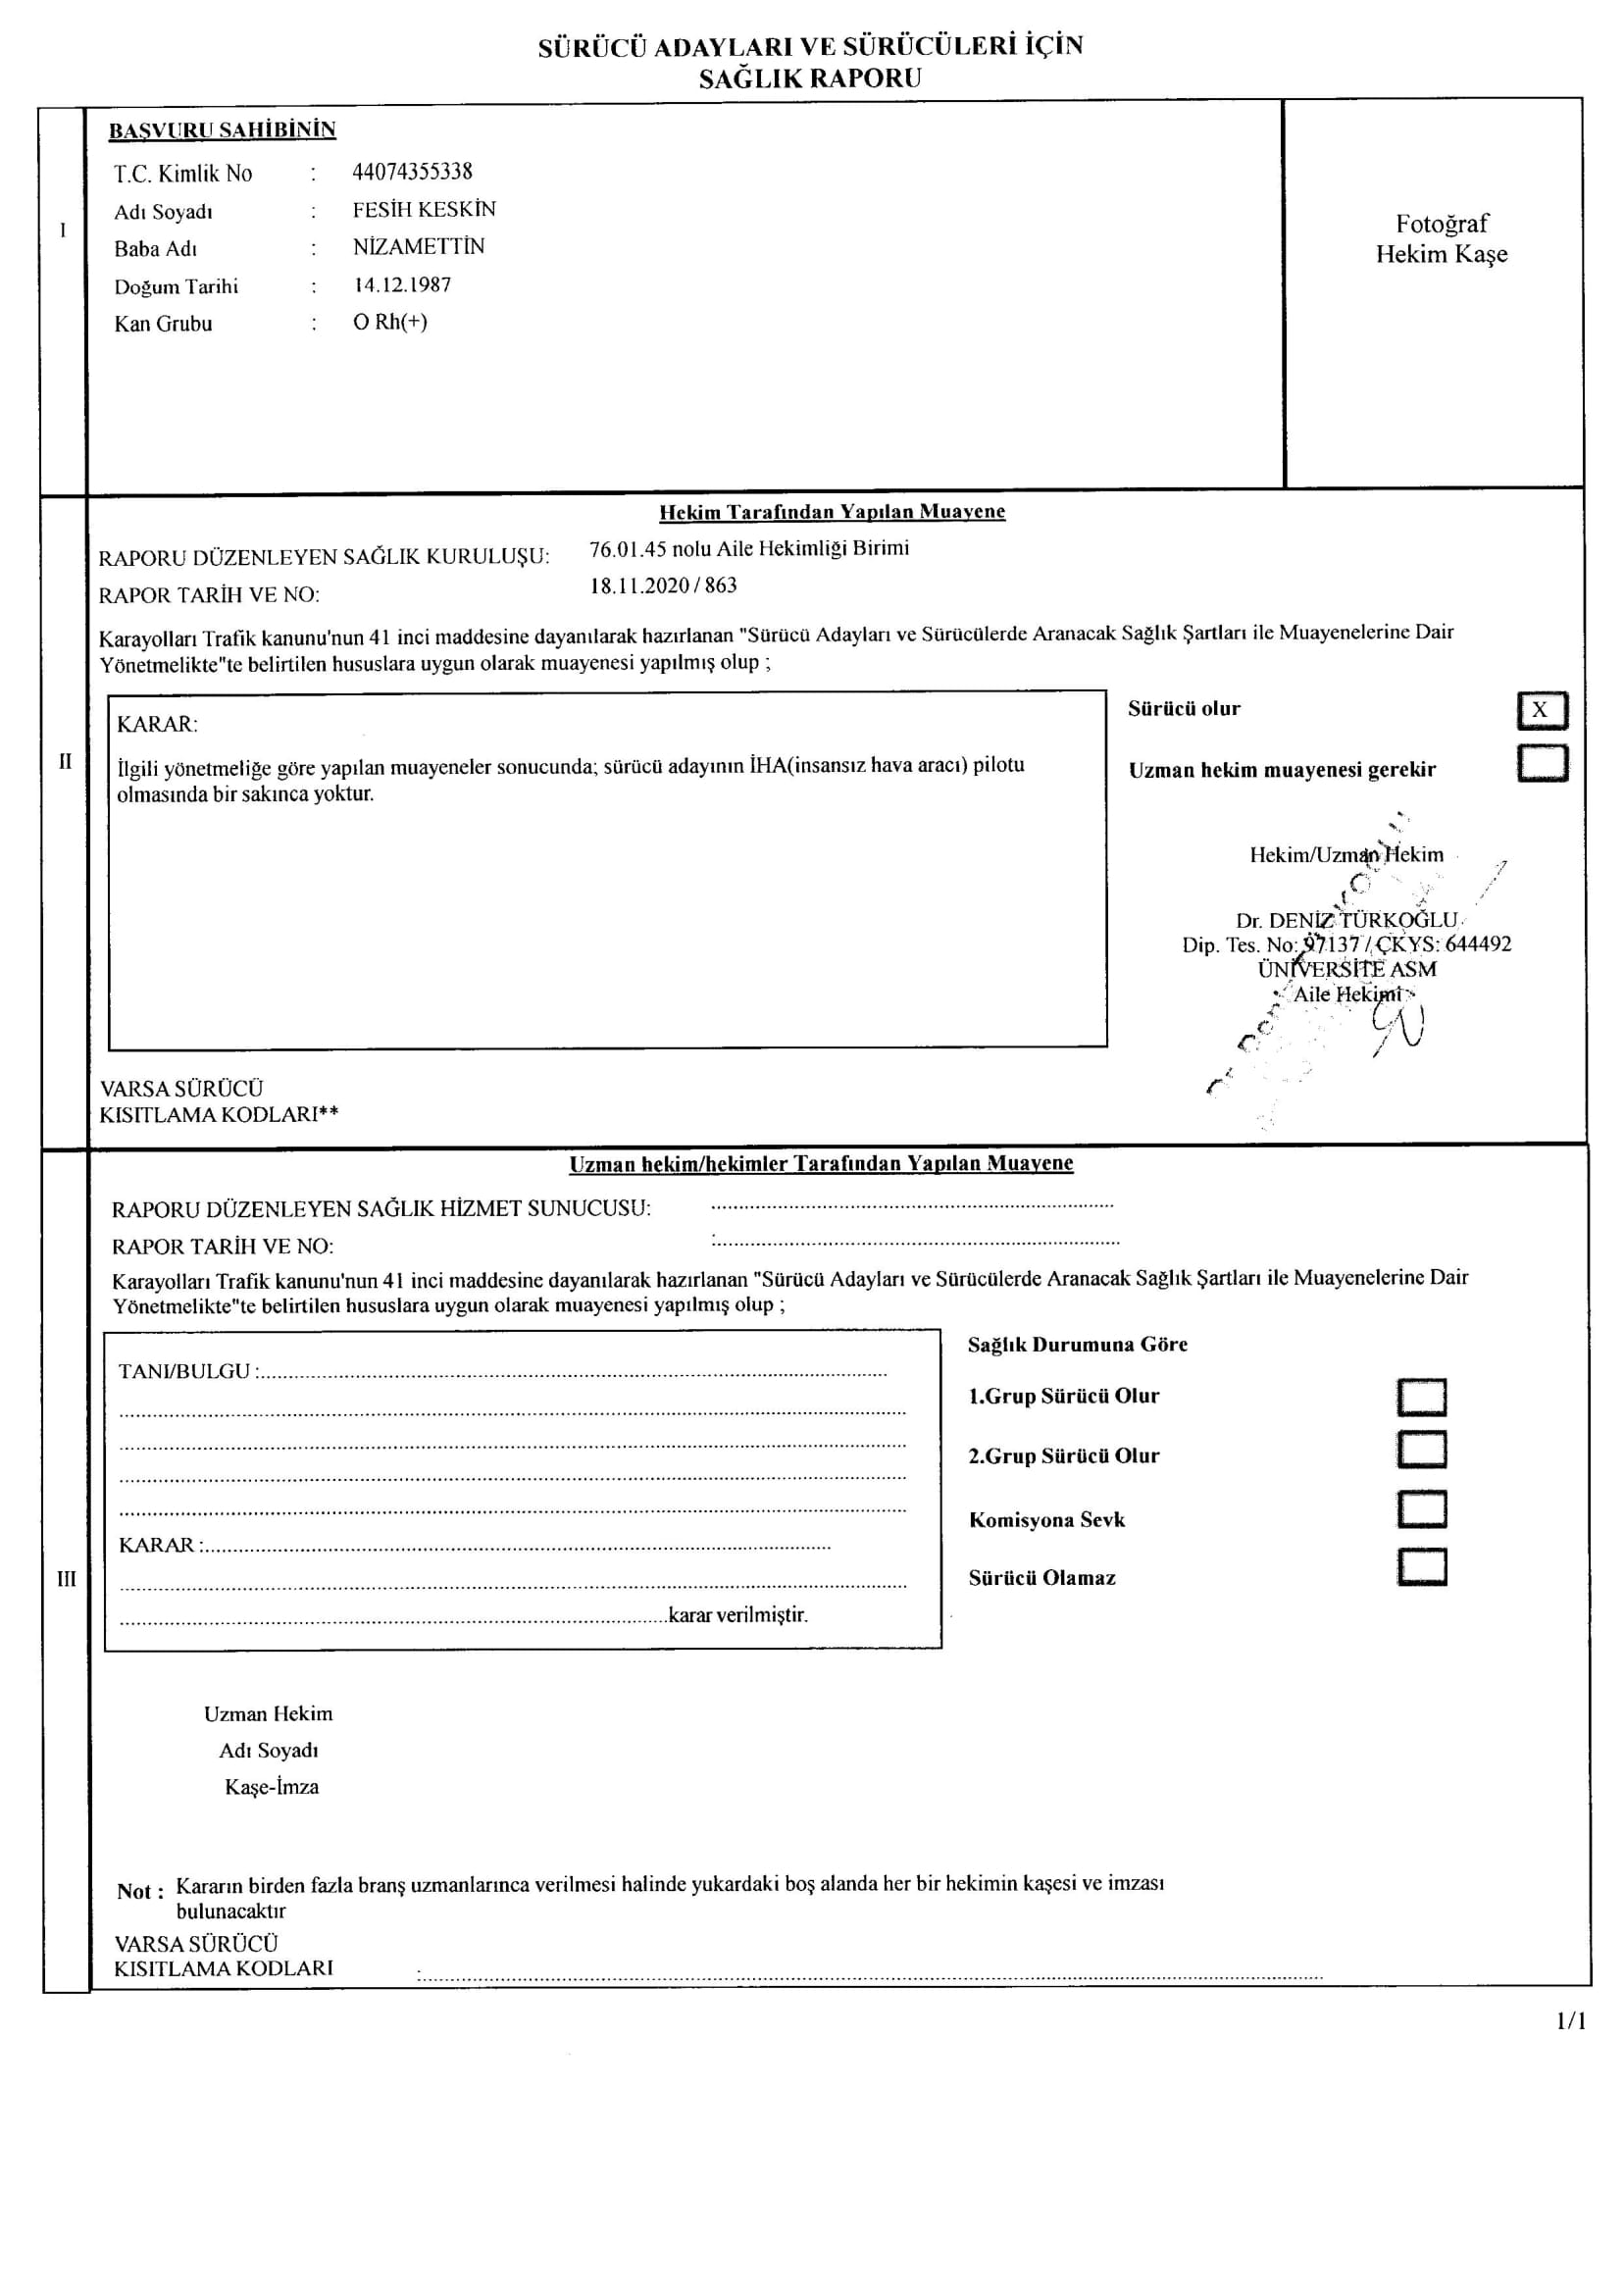 SÜRÜCÜ ADAYLARI VE SÜRÜCÜLERİ İÇİN
SAĞLIK RAPORU
I
BAŞVURU SAHİBİNİN
T.C. Kimlik No : 44074355338
Adı Soyadı : FESİH KESKİN
Baba Adı : NİZAMETTİN
Doğum Tarihi : 14.12.1987
Kan Grubu : O Rh(+)
Fotoğraf
Hekim Kaşe
II
Hekim Tarafından Yapılan Muayene
RAPORU DÜZENLEYEN SAĞLIK KURULUŞU: 76.01.45 nolu Aile Hekimliği Birimi
RAPOR TARİH VE NO: 18.11.2020 / 863
Karayolları Trafik kanunu'nun 41 inci maddesine dayanılarak hazırlanan "Sürücü Adayları ve Sürücülerde Aranacak Sağlık Şartları ile Muayenelerine Dair
Yönetmelikte"te belirtilen hususlara uygun olarak muayenesi yapılmış olup ;
KARAR:
İlgili yönetmeliğe göre yapılan muayeneler sonucunda; sürücü adayının İHA(insansız hava aracı) pilotu
olmasında bir sakınca yoktur.
Sürücü olur X
Uzman hekim muayenesi gerekir
Hekim/Uzman Hekim
Dr. DENİZ TÜRKOĞLU
Dip. Tes. No: 97137 / ÇKYS: 644492
ÜNİVERSİTE ASM
Aile Hekimi
VARSA SÜRÜCÜ
KISITLAMA KODLARI**
III
Uzman hekim/hekimler Tarafından Yapılan Muayene
RAPORU DÜZENLEYEN SAĞLIK HİZMET SUNUCUSU: ........................................
RAPOR TARİH VE NO: :........................................
Karayolları Trafik kanunu'nun 41 inci maddesine dayanılarak hazırlanan "Sürücü Adayları ve Sürücülerde Aranacak Sağlık Şartları ile Muayenelerine Dair
Yönetmelikte"te belirtilen hususlara uygun olarak muayenesi yapılmış olup ;
TANI/BULGU :........................................
KARAR :........................................
........................................karar verilmiştir.
Sağlık Durumuna Göre
1.Grup Sürücü Olur
2.Grup Sürücü Olur
Komisyona Sevk
Sürücü Olamaz
Uzman Hekim
Adı Soyadı
Kaşe-İmza
Not : Kararın birden fazla branş uzmanlarınca verilmesi halinde yukardaki boş alanda her bir hekimin kaşesi ve imzası
bulunacaktır
VARSA SÜRÜCÜ
KISITLAMA KODLARI :........................................
1/1